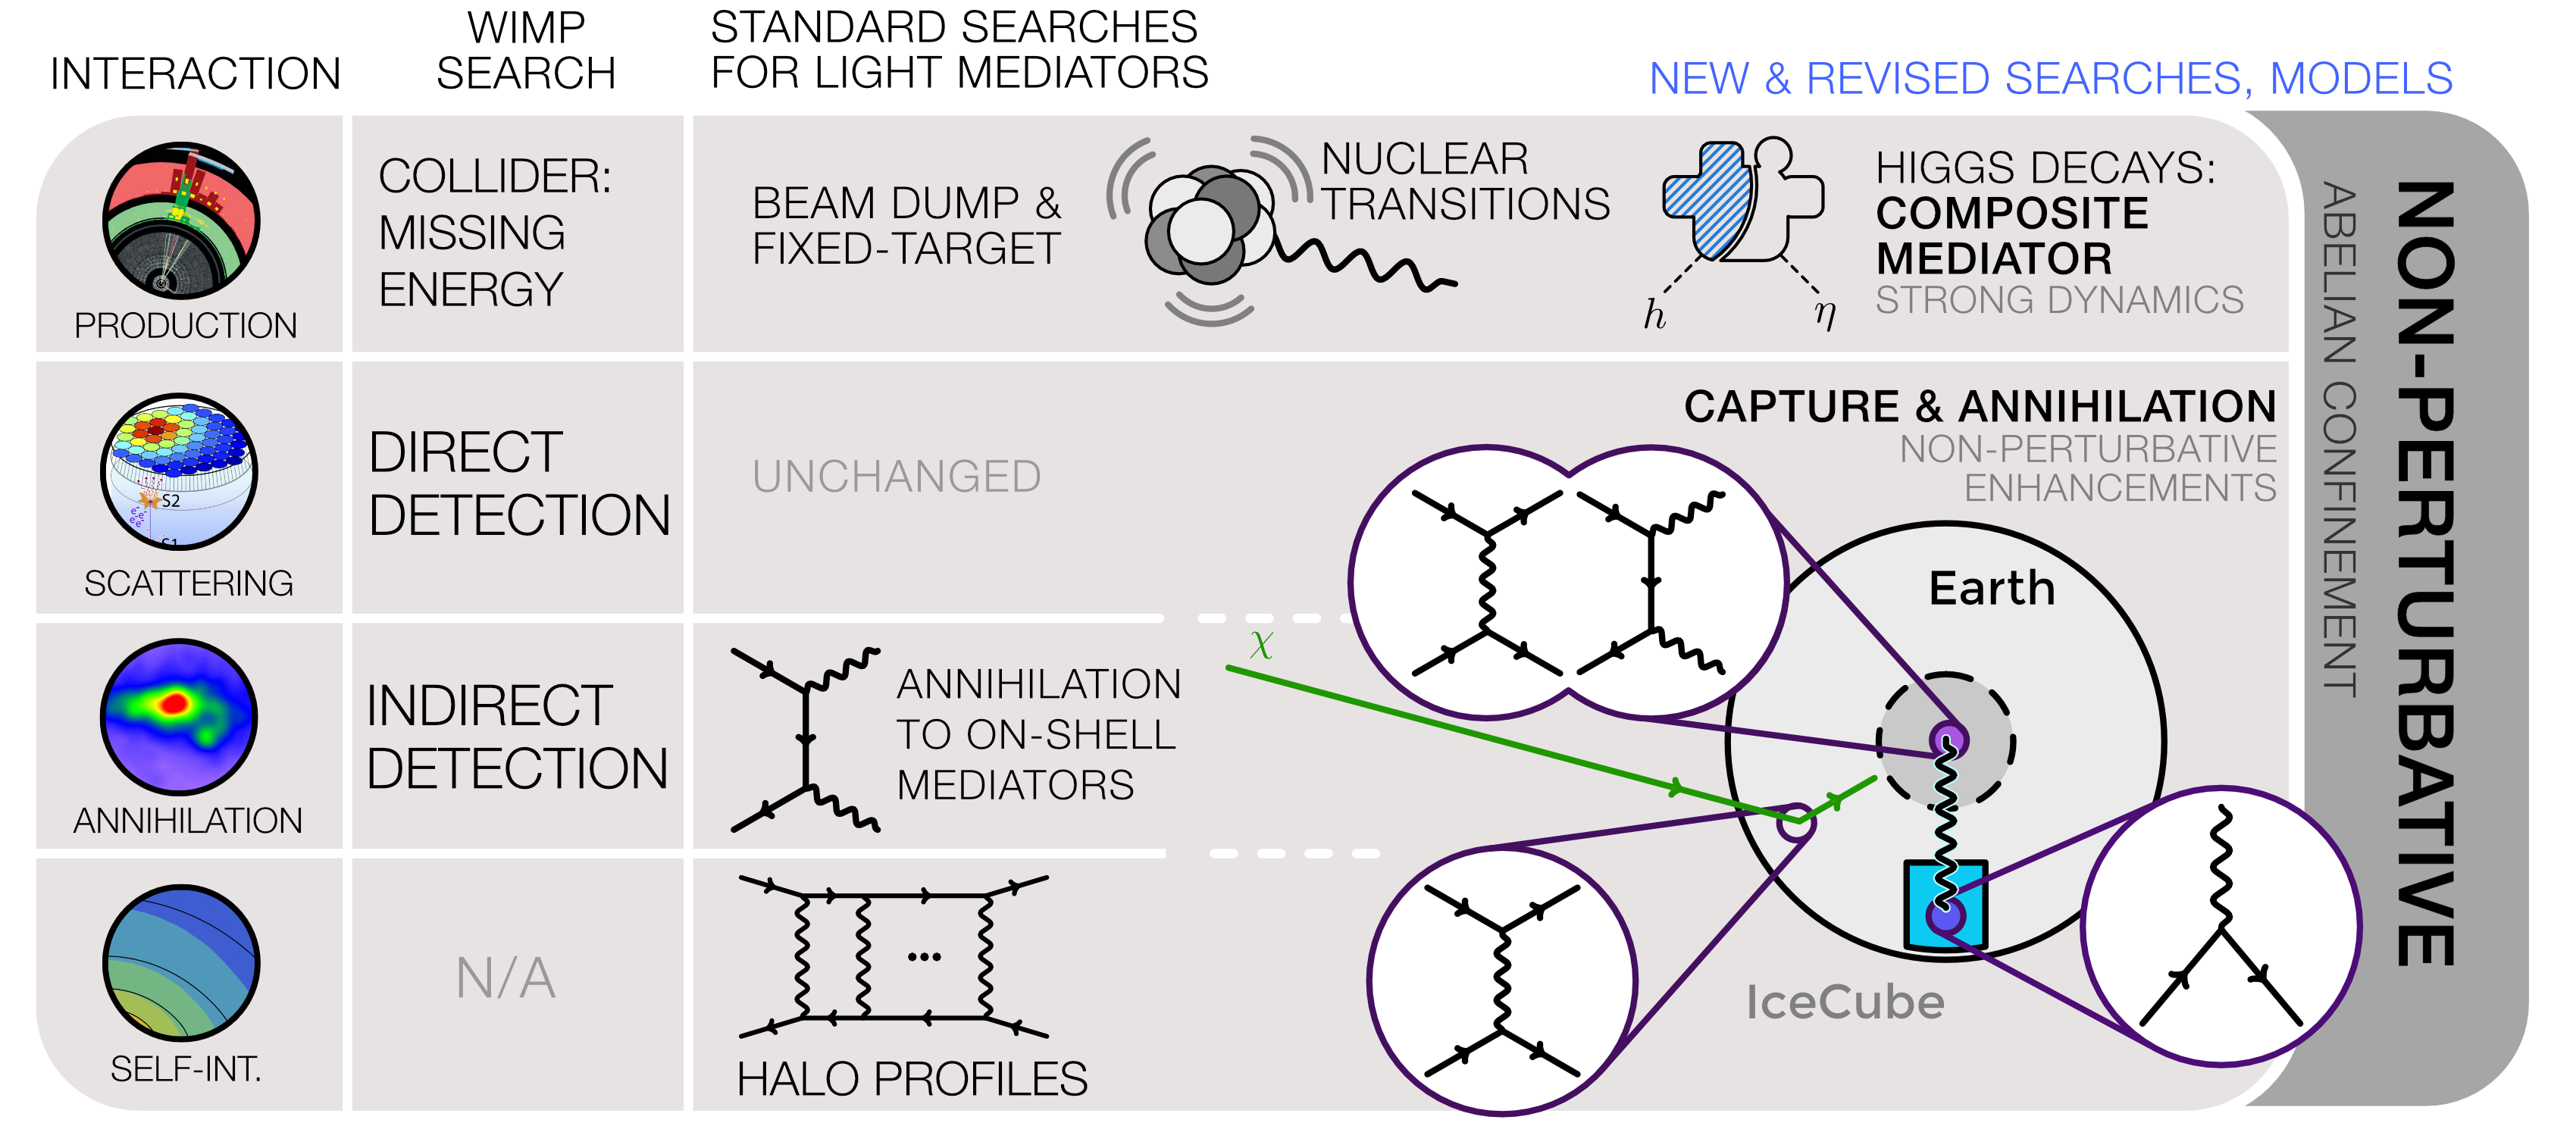 INTERACTION
WIMP
SEARCH
STANDARD SEARCHES
FOR LIGHT MEDIATORS
NEW & REVISED SEARCHES, MODELS
PRODUCTION
COLLIDER:
MISSING
ENERGY
BEAM DUMP &
FIXED-TARGET
NUCLEAR
TRANSITIONS
h
η
HIGGS DECAYS:
COMPOSITE
MEDIATOR
STRONG DYNAMICS
S2
e-
e-
e-
S1
SCATTERING
DIRECT
DETECTION
UNCHANGED
CAPTURE & ANNIHILATION
NON-PERTURBATIVE
ENHANCEMENTS
Earth
χ
ANNIHILATION
INDIRECT
DETECTION
ANNIHILATION
TO ON-SHELL
MEDIATORS
SELF-INT.
N/A
...
HALO PROFILES
IceCube
ABELIAN CONFINEMENT
NON-PERTURBATIVE